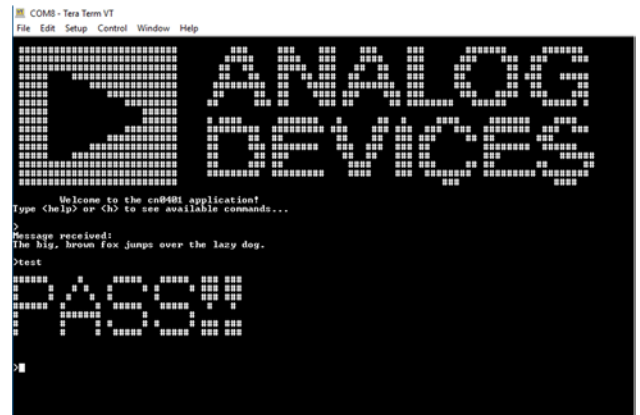 COM8 - Tera Term VT
File Edit Setup Control Window Help
ANALOG
DEVICES
Welcome to the cn0401 application!
Type <help> or <h> to see available commands...
>
Message received:
The big, brown fox jumps over the lazy dog.
>test
PASS!!
>